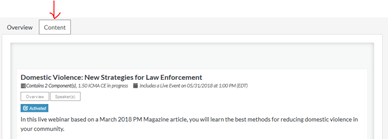 Overview Content
Domestic Violence: New Strategies for Law Enforcement
Contains 2 Component(s), 1.50 ICMA CE in progress Includes a Live Event on 05/31/2018 at 1:00 PM (EDT)
Overview Speaker(s)
Activated
In this live webinar based on a March 2018 PM Magazine article, you will learn the best methods for reducing domestic violence in
your community.